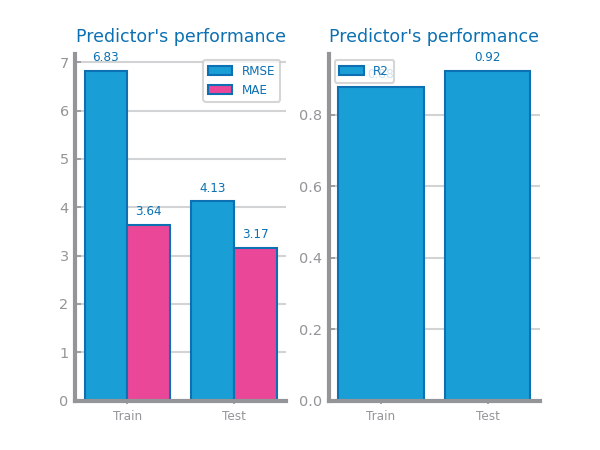 Predictor's performance
6.83
RMSE
MAE
4.13
3.64
3.17
7
6
5
4
3
2
1
0
Train Test
Predictor's performance
0.92
R2
0.88
0.8
0.6
0.4
0.2
0.0
Train Test